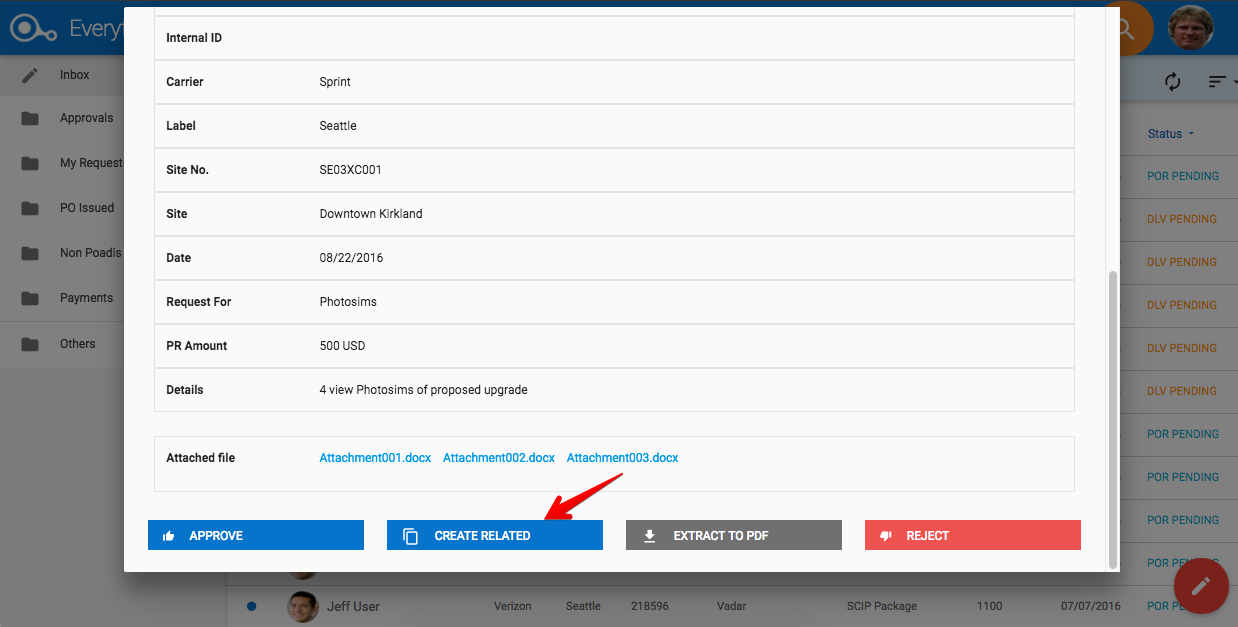 Everyt
Inbox
Approvals
My Request
PO Issued
Non Poadis
Payments
Others
Internal ID
Carrier Sprint
Label Seattle
Site No. SE03XC001
Site Downtown Kirkland
Date 08/22/2016
Request For Photosims
PR Amount 500 USD
Details 4 view Photosims of proposed upgrade
Attached file Attachment001.docx Attachment002.docx Attachment003.docx
APPROVE CREATE RELATED EXTRACT TO PDF REJECT
Status
POR PENDING
DLV PENDING
DLV PENDING
DLV PENDING
DLV PENDING
DLV PENDING
POR PENDING
POR PENDING
POR PENDING
POR PE
Jeff User Verizon Seattle 218596 Vadar SCIP Package 1100 07/07/2016 POR PE